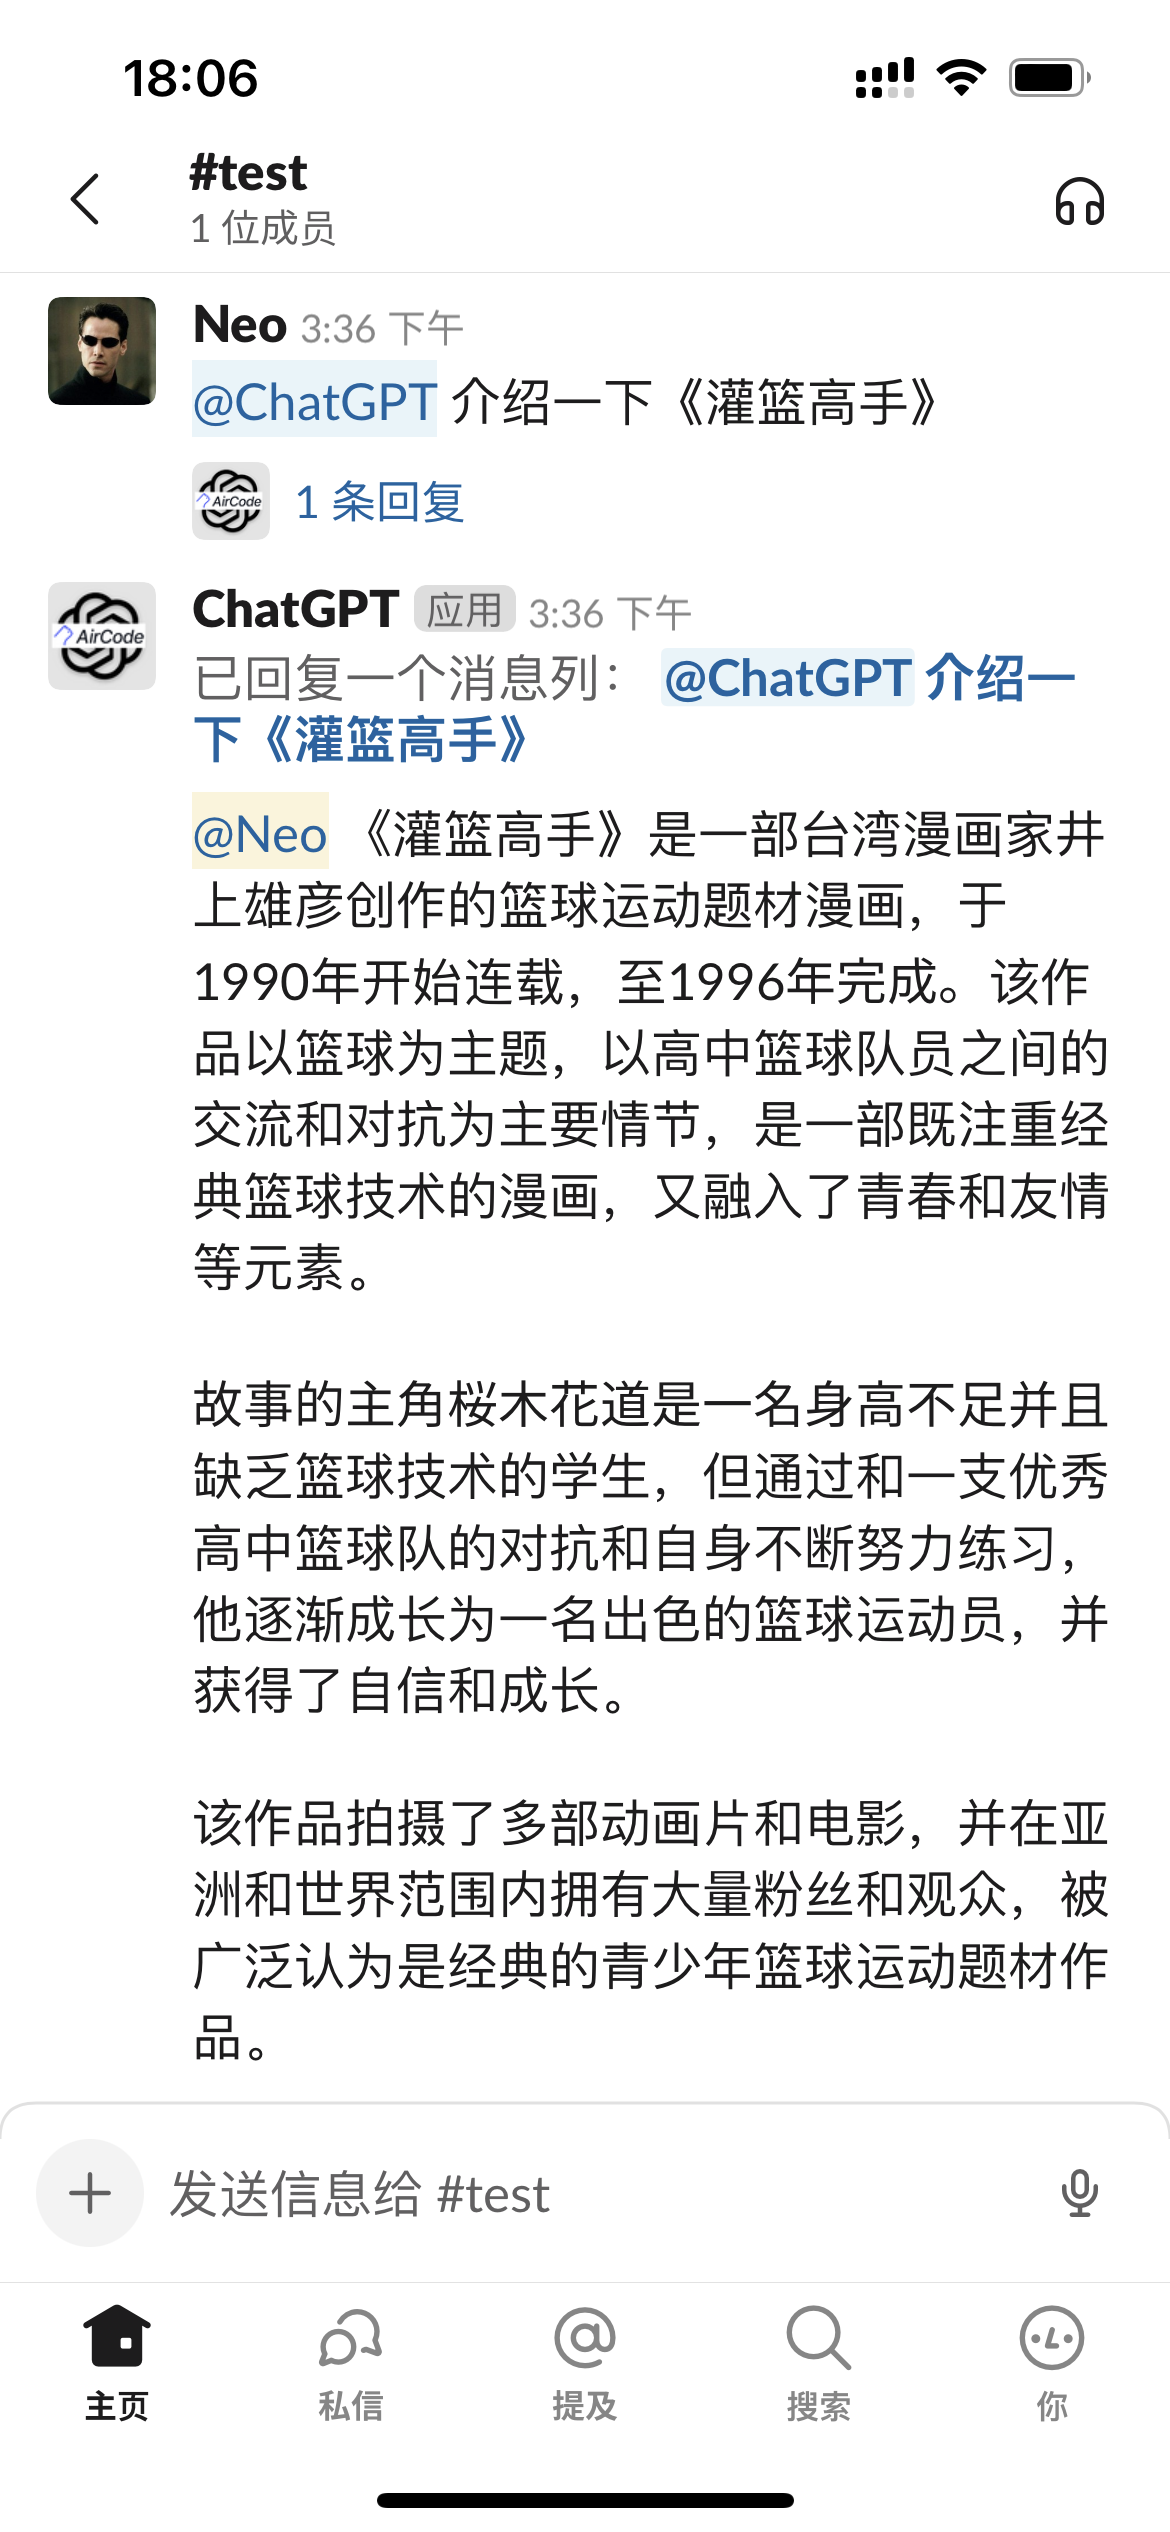 18:06
#test
1 位成员
Neo 3:36 下午
@ChatGPT 介绍一下《灌篮高手》
AirCode
1 条回复
ChatGPT 应用 3:36 下午
AirCode
已回复一个消息列： @ChatGPT 介绍一
下《灌篮高手》
@Neo 《灌篮高手》是一部台湾漫画家井
上雄彦创作的篮球运动题材漫画，于
1990年开始连载，至1996年完成。该作
品以篮球为主题，以高中篮球队员之间的
交流和对抗为主要情节，是一部既注重经
典篮球技术的漫画，又融入了青春和友情
等元素。
故事的主角桜木花道是一名身高不足并且
缺乏篮球技术的学生，但通过和一支优秀
高中篮球队的对抗和自身不断努力练习，
他逐渐成长为一名出色的篮球运动员，并
获得了自信和成长。
该作品拍摄了多部动画片和电影，并在亚
洲和世界范围内拥有大量粉丝和观众，被
广泛认为是经典的青少年篮球运动题材作
品。
发送信息给 #test
主页 私信 提及 搜索 你